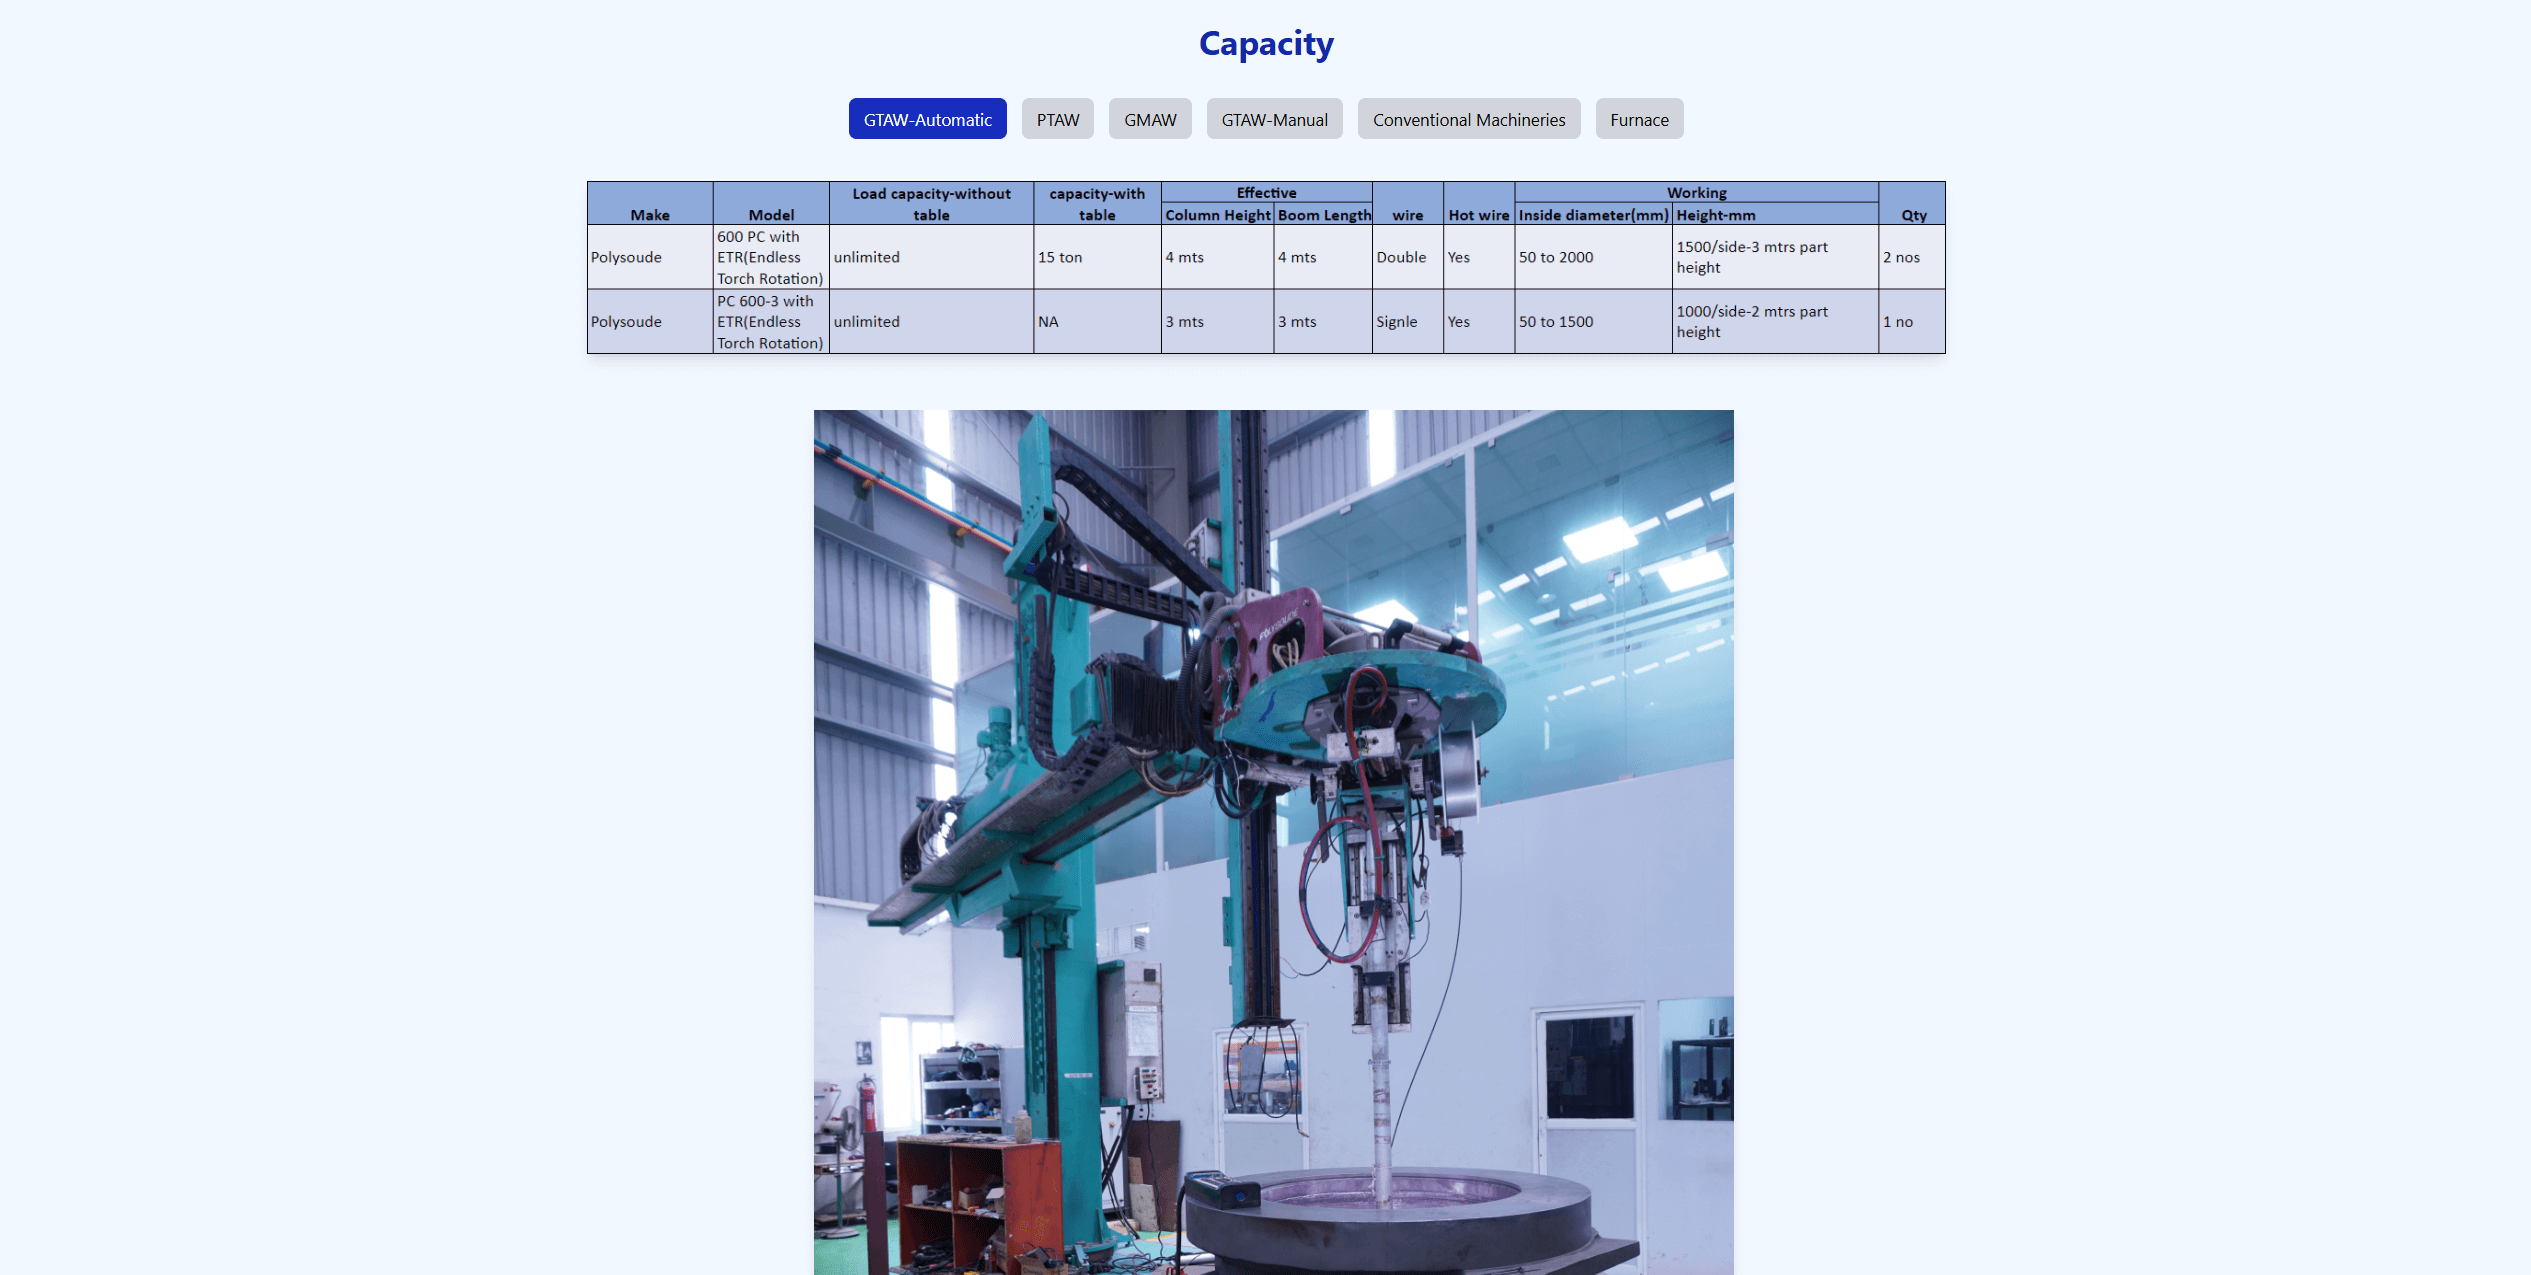 Capacity
GTAW-Automatic PTAW GMAW GTAW-Manual Conventional Machineries Furnace
Make Model Load capacity-without table capacity-with table Effective wire Hot wire Working Qty
Column Height Boom Length Inside diameter(mm) Height-mm
Polysoude 600 PC with ETR(Endless Torch Rotation) unlimited 15 ton 4 mts 4 mts Double Yes 50 to 2000 1500/side-3 mtrs part height 2 nos
Polysoude PC 600-3 with ETR(Endless Torch Rotation) unlimited NA 3 mts 3 mts Signle Yes 50 to 1500 1000/side-2 mtrs part height 1 no
POLYSOUDE